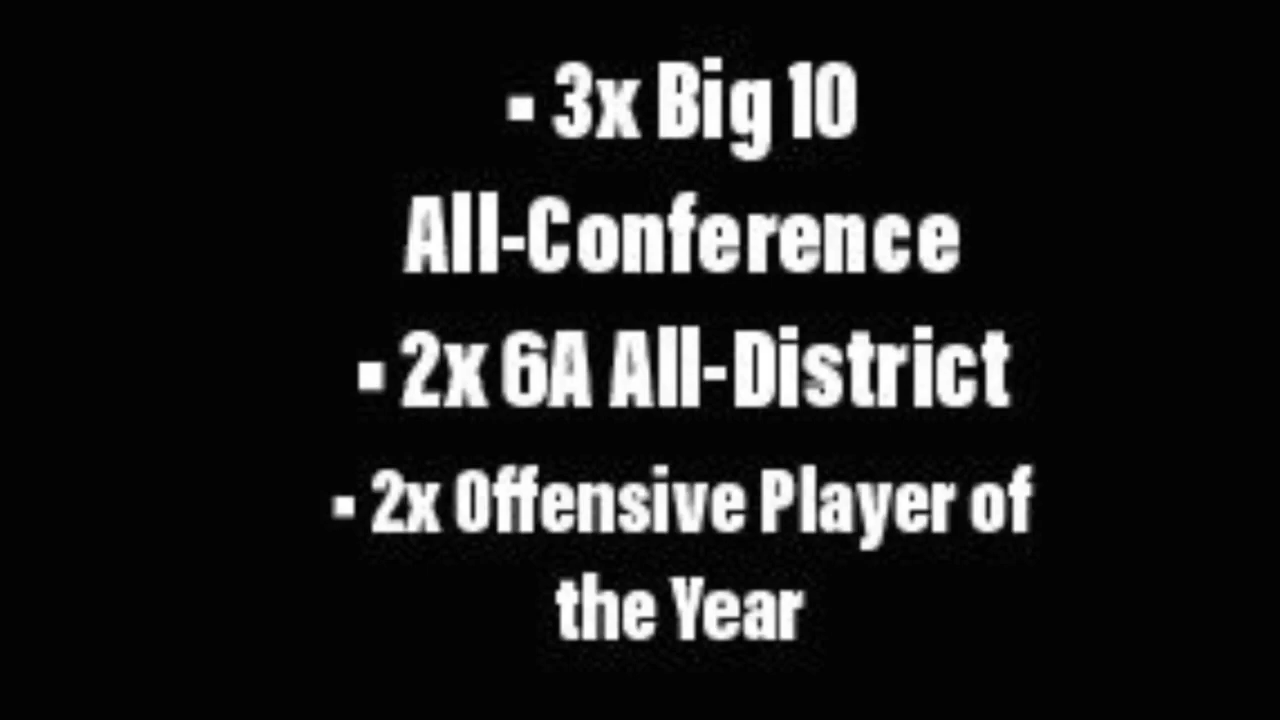 ▪ 3x Big 10
All-Conference
▪ 2x 6A All-District
▪ 2x Offensive Player of
the Year